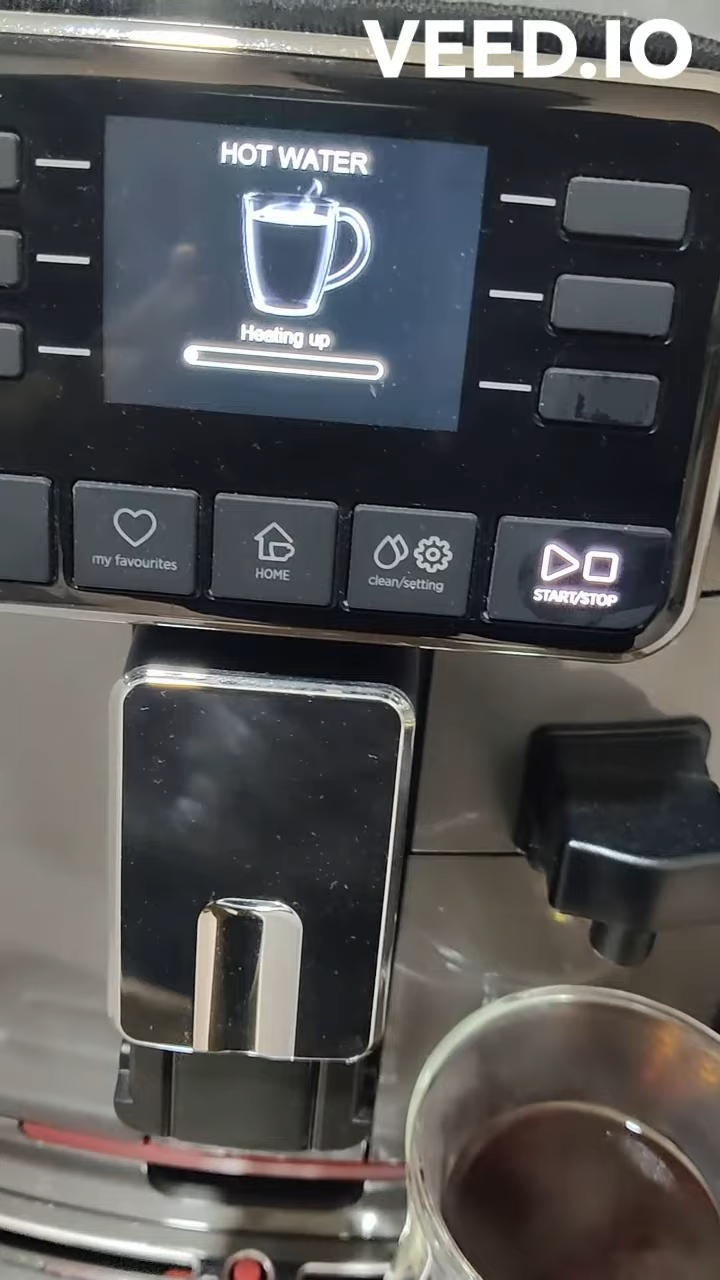 VEED.IO
HOT WATER
Heating up
my favourites
HOME
clean/setting
START/STOP